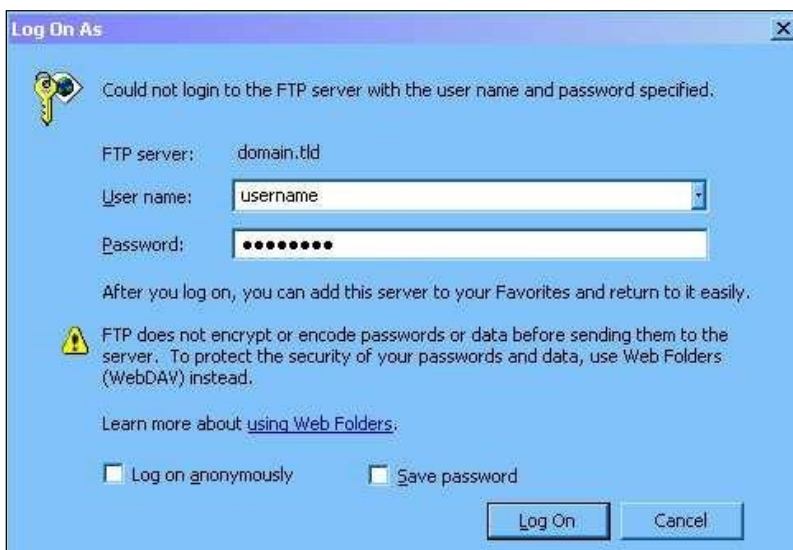 Log On As
Could not login to the FTP server with the user name and password specified.
FTP server: domain.tld
User name: username
Password: ●●●●●●●●
After you log on, you can add this server to your Favorites and return to it easily.
FTP does not encrypt or encode passwords or data before sending them to the
server. To protect the security of your passwords and data, use Web Folders
(WebDAV) instead.
Learn more about using Web Folders.
Log on anonymously Save password
Log On Cancel